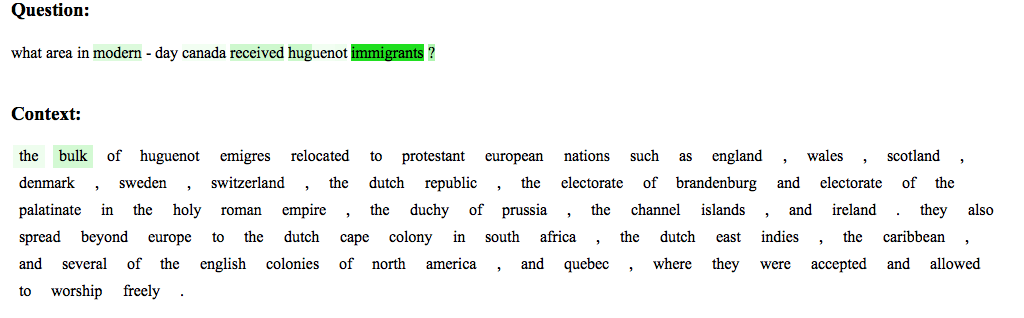 Question:
what area in modern - day canada received huguenot immigrants ?
Context:
the bulk of huguenot emigres relocated to protestant european nations such as england , wales , scotland ,
denmark , sweden , switzerland , the dutch republic , the electorate of brandenburg and electorate of the
palatinate in the holy roman empire , the duchy of prussia , the channel islands , and ireland . they also
spread beyond europe to the dutch cape colony in south africa , the dutch east indies , the caribbean ,
and several of the english colonies of north america , and quebec , where they were accepted and allowed
to worship freely .